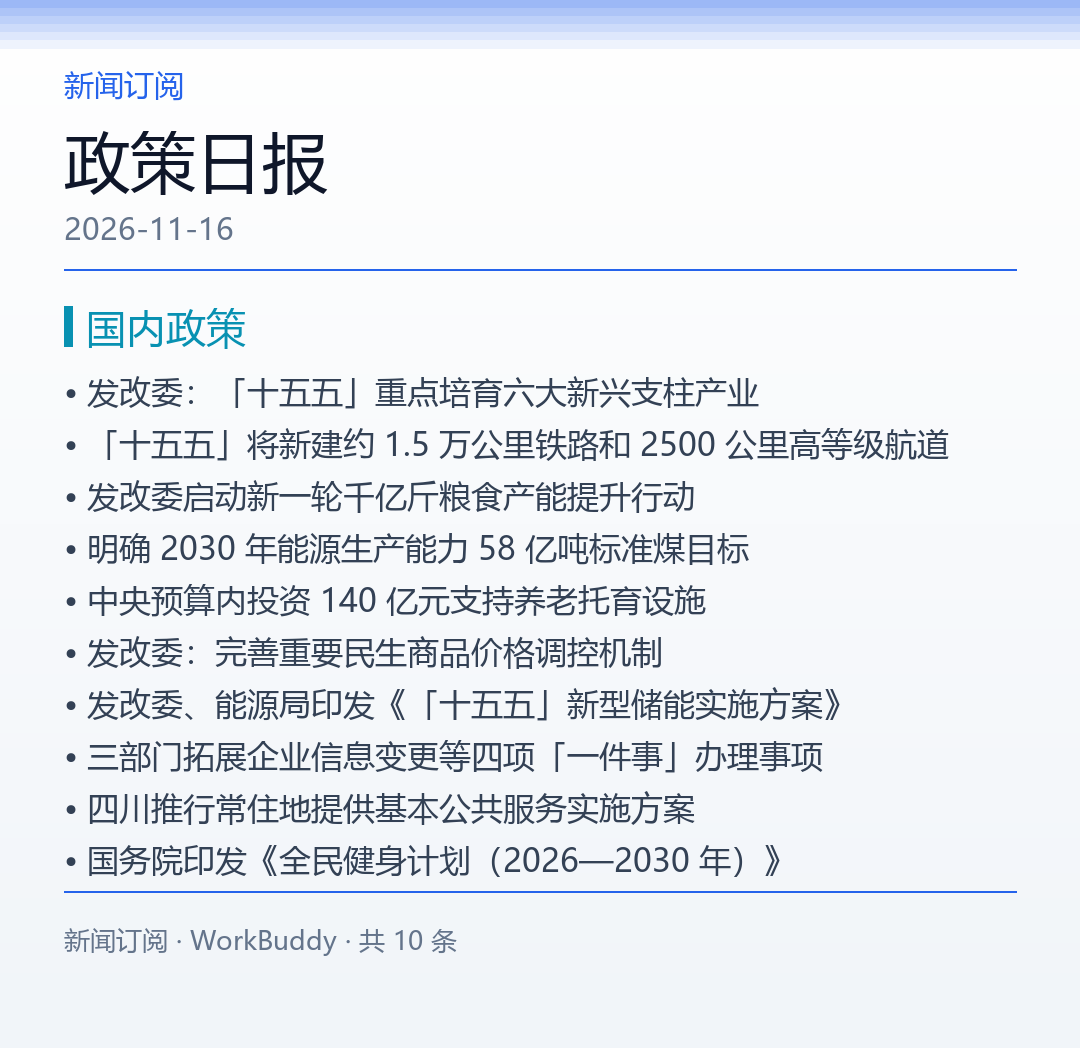 新闻订阅
政策日报
2026-11-16
国内政策
• 发改委：「十五五」重点培育六大新兴支柱产业
• 「十五五」将新建约 1.5 万公里铁路和 2500 公里高等级航道
• 发改委启动新一轮千亿斤粮食产能提升行动
• 明确 2030 年能源生产能力 58 亿吨标准煤目标
• 中央预算内投资 140 亿元支持养老托育设施
• 发改委：完善重要民生商品价格调控机制
• 发改委、能源局印发《「十五五」新型储能实施方案》
• 三部门拓展企业信息变更等四项「一件事」办理事项
• 四川推行常住地提供基本公共服务实施方案
• 国务院印发《全民健身计划（2026—2030 年）》
新闻订阅 · WorkBuddy · 共 10 条